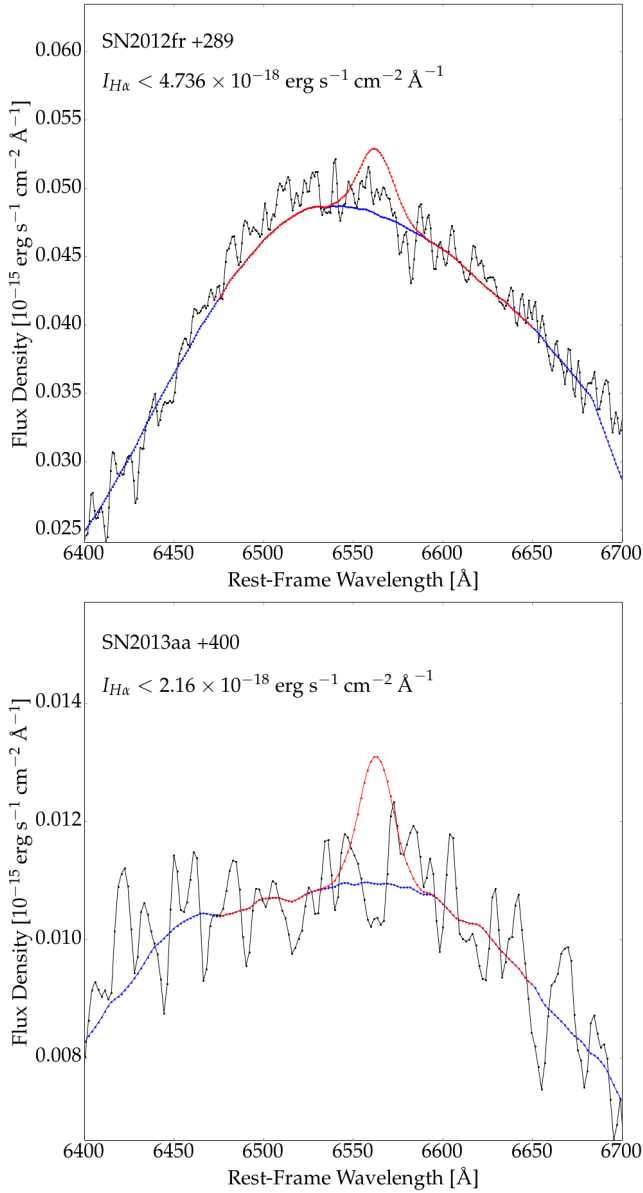 SN2012fr +289
I_{Hα} < 4.736 × 10⁻¹⁸ erg s⁻¹ cm⁻² Å⁻¹
Flux Density [10⁻¹⁵ erg s⁻¹ cm⁻² Å⁻¹]
0.060
0.055
0.050
0.045
0.040
0.035
0.030
0.025
6400 6450 6500 6550 6600 6650 6700
Rest-Frame Wavelength [Å]
SN2013aa +400
I_{Hα} < 2.16 × 10⁻¹⁸ erg s⁻¹ cm⁻² Å⁻¹
Flux Density [10⁻¹⁵ erg s⁻¹ cm⁻² Å⁻¹]
0.014
0.012
0.010
0.008
6400 6450 6500 6550 6600 6650 6700
Rest-Frame Wavelength [Å]